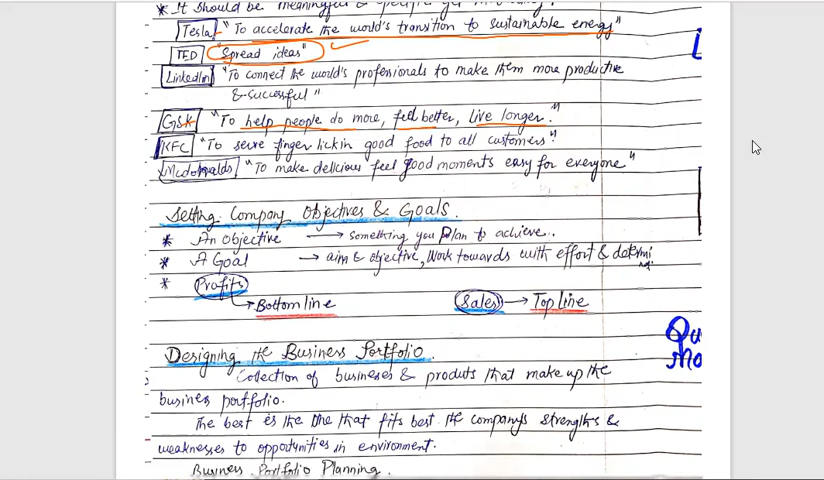 * It should be meaningful & people get
Tesla "To accelerate the world's transition to sustainable energy"
TED "Spread ideas"
LinkedIn "To connect the world's professionals to make them more productive
& successful"
GSK "To help people do more, feel better, live longer."
KFC "To serve finger lickin good food to all customers."
Mcdonalds "To make delicious feel good moments easy for everyone"
Setting Company Objectives & Goals.
* An objective → something you plan to achieve..
* A Goal → aim & objective, work towards with effort & determi
* Profits Sales → Top Line
→ Bottom line
Qu
Designing the Business Portfolio
Collection of busineses & produts that make up the
business portfolio.
The best is the one that fits best the company's strengths &
weaknesses to opportunities in environment.
Business Portfolio Planning.